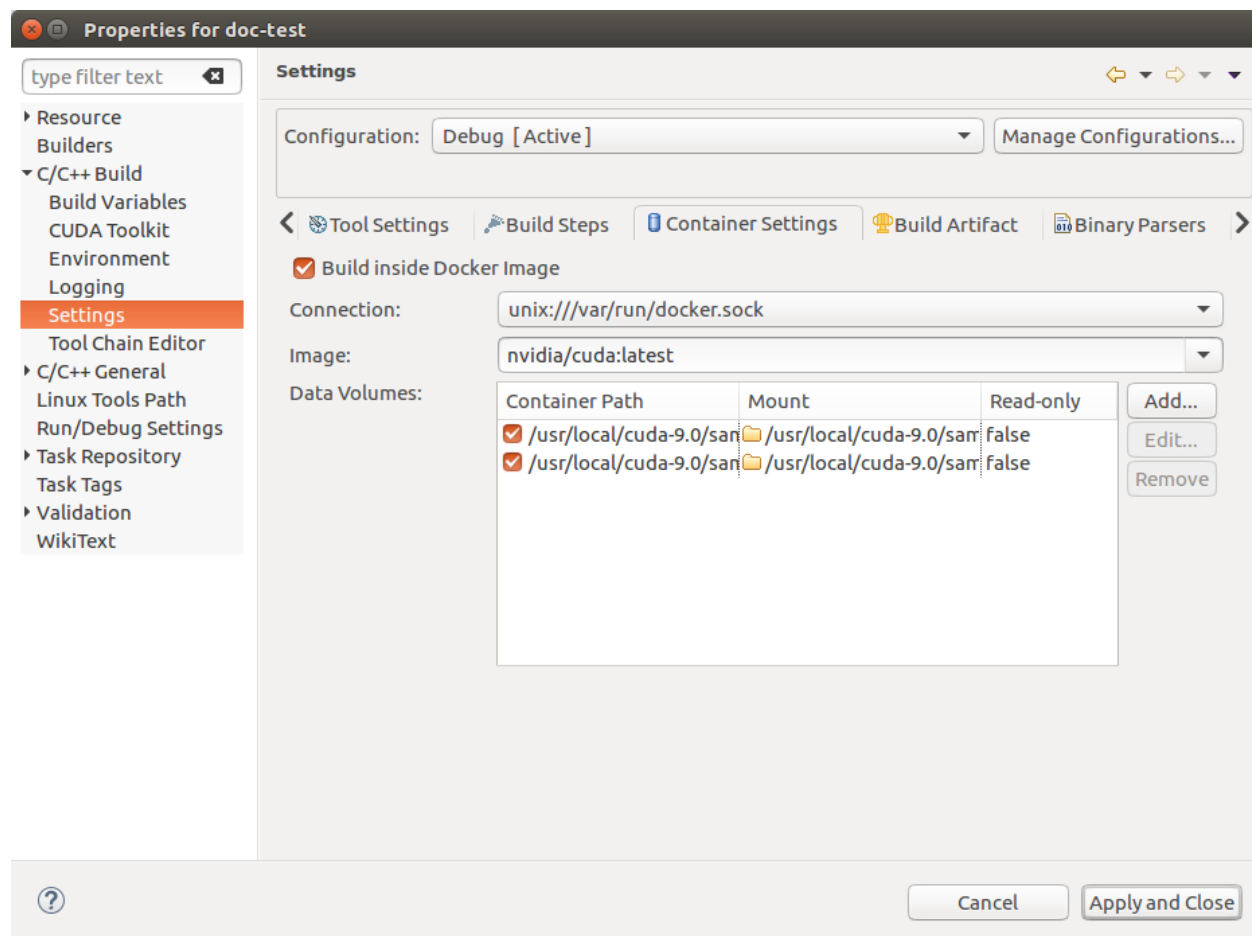 Properties for doc-test
type filter text
Settings
Resource
Builders
C/C++ Build
Build Variables
CUDA Toolkit
Environment
Logging
Settings
Tool Chain Editor
C/C++ General
Linux Tools Path
Run/Debug Settings
Task Repository
Task Tags
Validation
WikiText
Configuration: Debug [Active] Manage Configurations...
Tool Settings Build Steps Container Settings Build Artifact Binary Parsers
Build inside Docker Image
Connection: unix:///var/run/docker.sock
Image: nvidia/cuda:latest
Data Volumes:
Container Path Mount Read-only
/usr/local/cuda-9.0/san /usr/local/cuda-9.0/sam false
/usr/local/cuda-9.0/san /usr/local/cuda-9.0/sam false
Add...
Edit...
Remove
Cancel Apply and Close